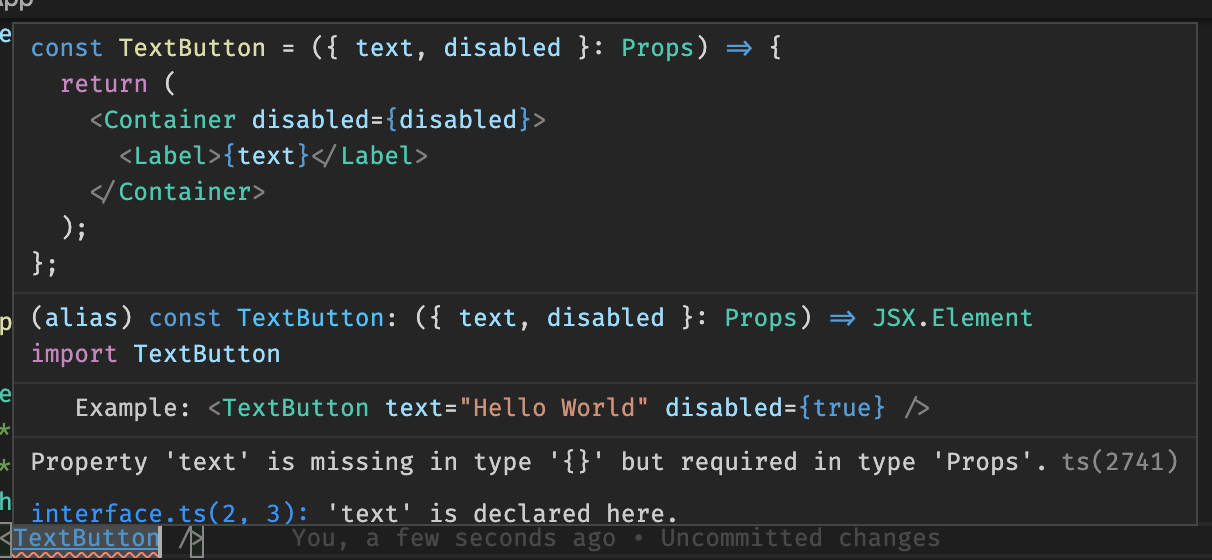 App
const TextButton = ({ text, disabled }: Props) => {
return (
<Container disabled={disabled}>
<Label>{text}</Label>
</Container>
);
};
(alias) const TextButton: ({ text, disabled }: Props) => JSX.Element
import TextButton
Example: <TextButton text="Hello World" disabled={true} />
Property 'text' is missing in type '{}' but required in type 'Props'. ts(2741)
interface.ts(2, 3): 'text' is declared here.
<TextButton /> You, a few seconds ago • Uncommitted changes